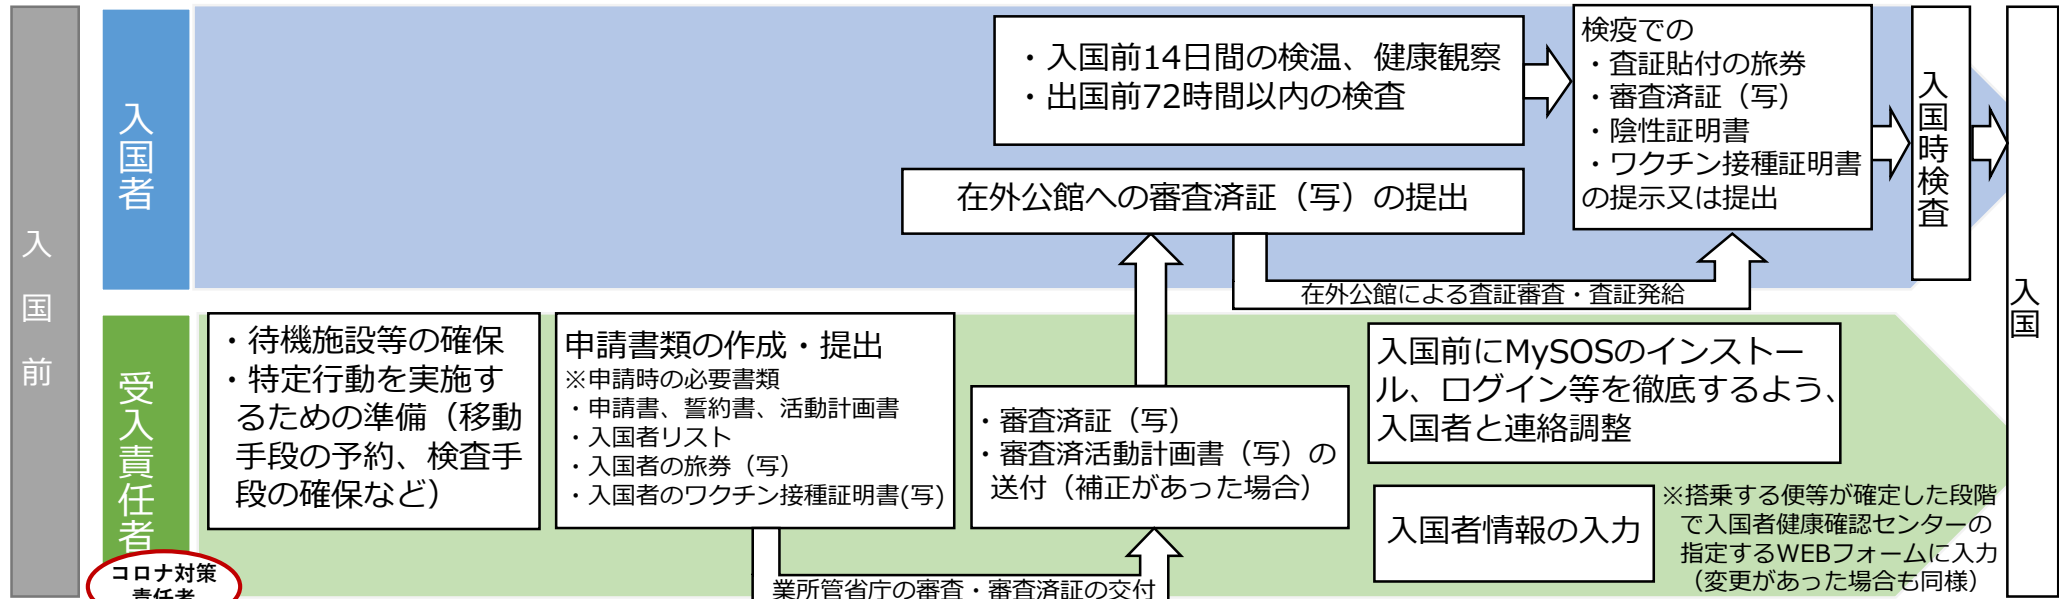 入国前
入国者
・入国前14日間の検温、健康観察
・出国前72時間以内の検査
検疫での
・査証貼付の旅券
・審査済証（写）
・陰性証明書
・ワクチン接種証明書
の提示又は提出
入国時検査
入国
在外公館への審査済証（写）の提出
在外公館による査証審査・査証発給
受入責任者
コロナ対策
責任者
・待機施設等の確保
・特定行動を実施す
るための準備（移動
手段の予約、検査手
段の確保など）
申請書類の作成・提出
※申請時の必要書類
・申請書、誓約書、活動計画書
・入国者リスト
・入国者の旅券（写）
・入国者のワクチン接種証明書(写)
業所管省庁の審査・審査済証の交付
・審査済証（写）
・審査済活動計画書（写）の
送付（補正があった場合）
入国前にMySOSのインストー
ル、ログイン等を徹底するよう、
入国者と連絡調整
入国者情報の入力
※搭乗する便等が確定した段階
で入国者健康確認センターの
指定するWEBフォームに入力
（変更があった場合も同様）